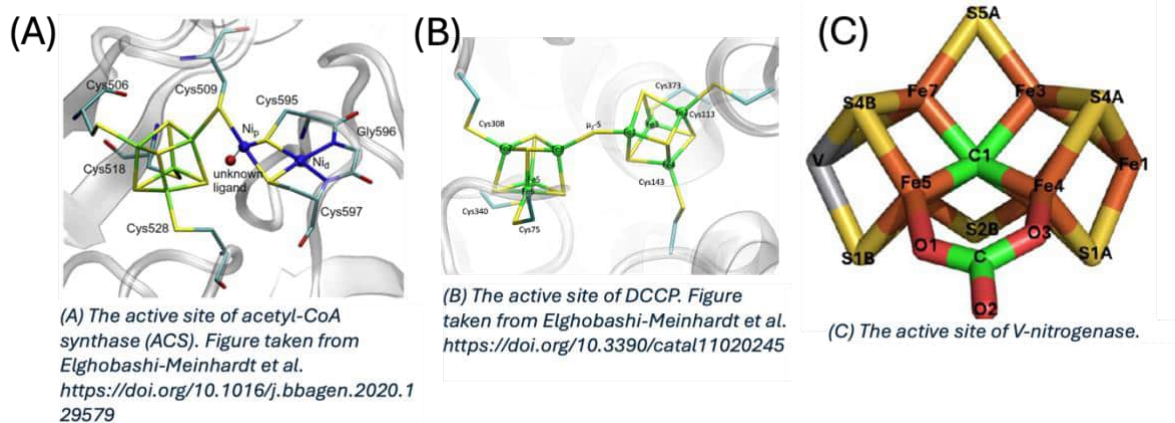 (A)
Cys506
Cys509
Cys595
Ni_p
Gly596
Ni_d
Cys518
unknown
ligand
Cys597
Cys528
(A) The active site of acetyl-CoA
synthase (ACS). Figure taken from
Elghobashi-Meinhardt et al.
https://doi.org/10.1016/j.bbagen.2020.1
29579
(B)
Cys373
Cys308
Cys113
Cys143
Cys340
Cys75
(B) The active site of DCCP. Figure
taken from Elghobashi-Meinhardt et al.
https://doi.org/10.3390/catal11020245
(C)
S5A
Fe7
Fe3
S4B
S4A
V
C1
Fe1
Fe5
Fe4
S2B
O1
O3
S1B
C
S1A
O2
(C) The active site of V-nitrogenase.